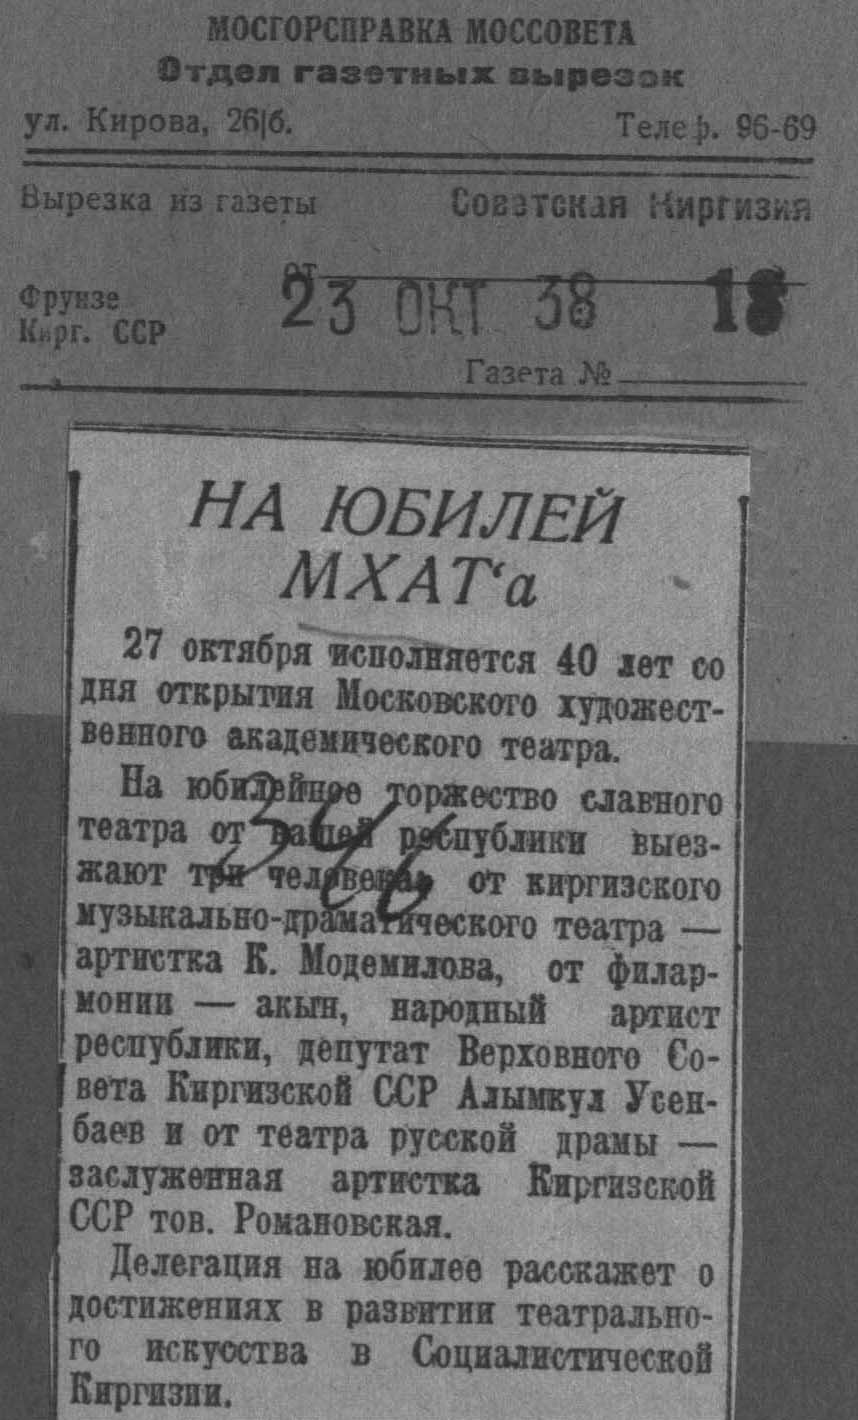 МОСГОРСПРАВКА МОССОВЕТА
Отдел газетных вырезок
ул. Кирова, 26|б. Телеф. 96-69
Вырезка из газеты Советская Киргизия
от
Фрунзе 23 ОКТ 38 18
Кирг. ССР
Газета №
НА ЮБИЛЕЙ
МХАТ‘а
27 октября исполняется 40 лет со
дня открытия Московского художест-
венного академического театра.
На юбилейное торжество славного
театра от нашей республики выез-
жают три человека: от киргизского
музыкально-драматического театра —
артистка К. Модемилова, от филар-
монии — акын, народный артист
республики, депутат Верховного Со-
вета Киргизской ССР Алымкул Усен-
баев и от театра русской драмы —
заслуженная артистка Киргизской
ССР тов. Романовская.
Делегация на юбилее расскажет о
достижениях в развитии театрально-
го искусства в Социалистической
Киргизии.